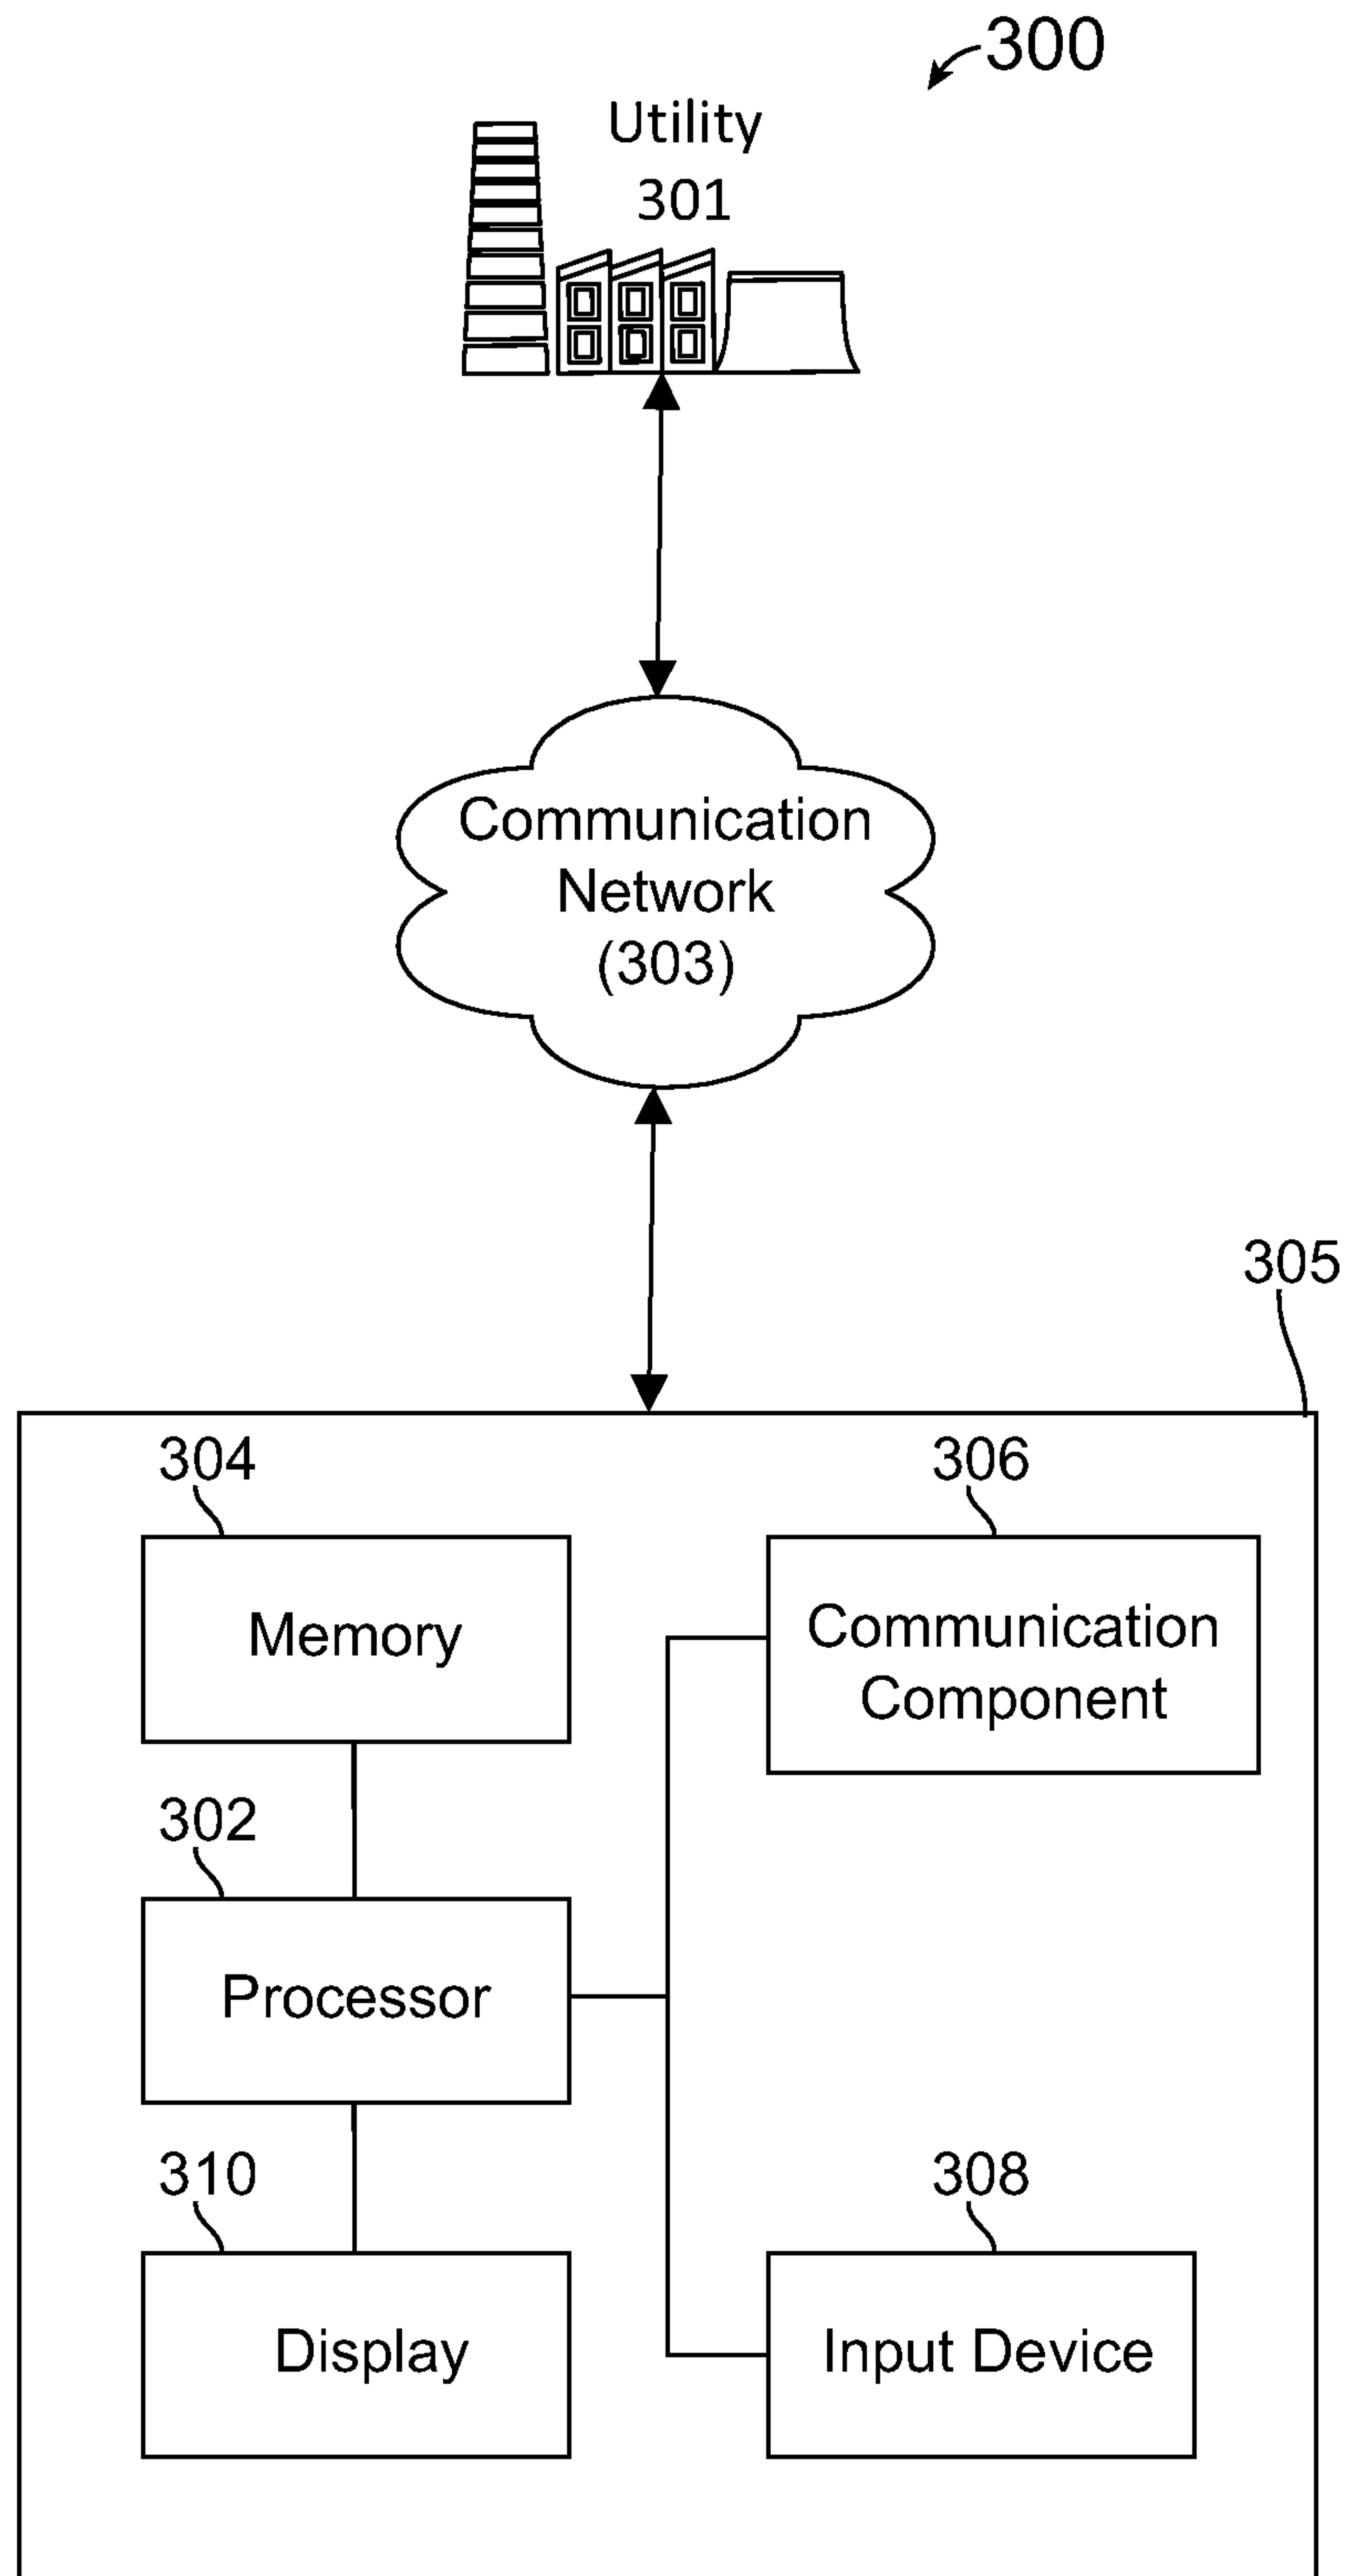 300
Utility
301
Communication
Network
(303)
305
304
306
Memory
Communication
Component
302
Processor
310
308
Display
Input Device